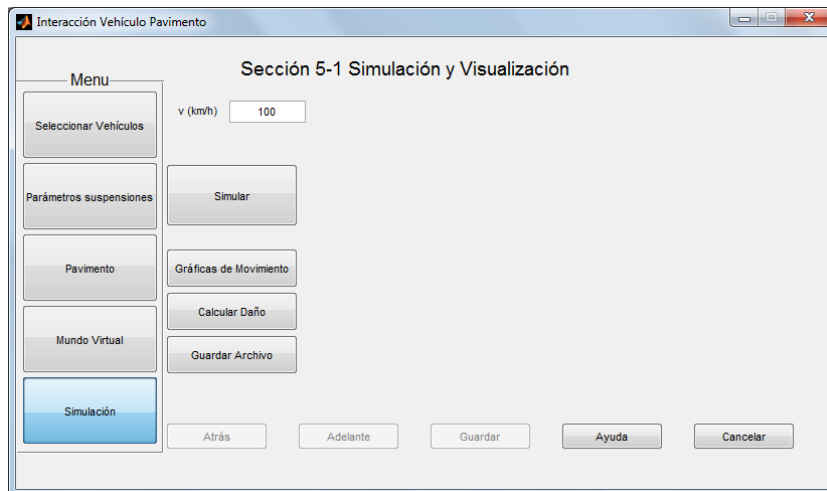 Interacción Vehículo Pavimento
Sección 5-1 Simulación y Visualización
Menu
Seleccionar Vehículos
Parámetros suspensiones
Pavimento
Mundo Virtual
Simulación
v (km/h) 100
Simular
Gráficas de Movimiento
Calcular Daño
Guardar Archivo
Atrás Adelante Guardar Ayuda Cancelar